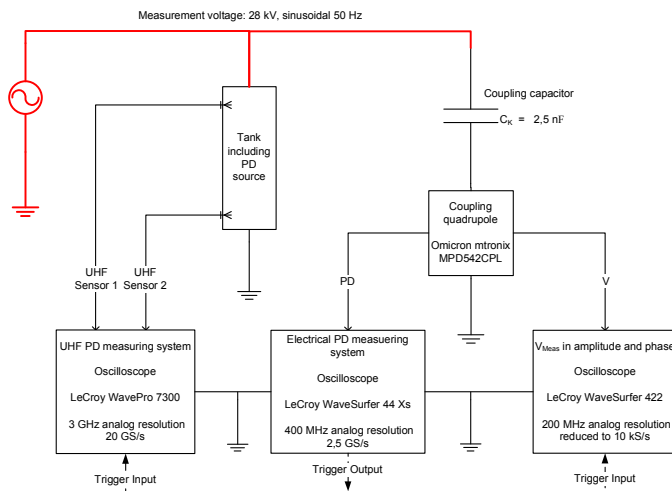 Measurement voltage: 28 kV, sinusoidal 50 Hz
Coupling capacitor
C_K = 2,5 nF
Tank
including
PD
source
Coupling
quadrupole
Omicron mtronix
MPD542CPL
UHF
Sensor 1
UHF
Sensor 2
PD
V
UHF PD measuring system
Oscilloscope
LeCroy WavePro 7300
3 GHz analog resolution
20 GS/s
Electrical PD measuering
system
Oscilloscope
LeCroy WaveSurfer 44 Xs
400 MHz analog resolution
2,5 GS/s
V_Meas in amplitude and phase
Oscilloscope
LeCroy WaveSurfer 422
200 MHz analog resolution
reduced to 10 kS/s
Trigger Input
Trigger Output
Trigger Input